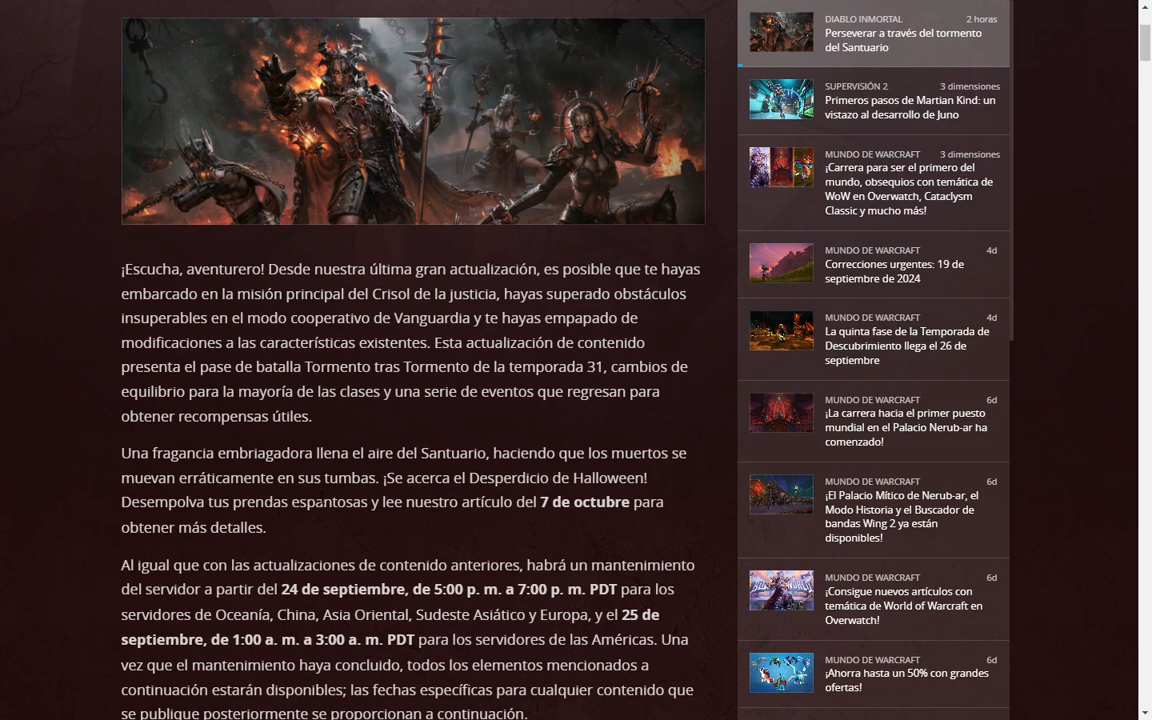 ¡Escucha, aventurero! Desde nuestra última gran actualización, es posible que te hayas
embarcado en la misión principal del Crisol de la justicia, hayas superado obstáculos
insuperables en el modo cooperativo de Vanguardia y te hayas empapado de
modificaciones a las características existentes. Esta actualización de contenido
presenta el pase de batalla Tormento tras Tormento de la temporada 31, cambios de
equilibrio para la mayoría de las clases y una serie de eventos que regresan para
obtener recompensas útiles.
Una fragancia embriagadora llena el aire del Santuario, haciendo que los muertos se
muevan erráticamente en sus tumbas. ¡Se acerca el Desperdicio de Halloween!
Desempolva tus prendas espantosas y lee nuestro artículo del 7 de octubre para
obtener más detalles.
Al igual que con las actualizaciones de contenido anteriores, habrá un mantenimiento
del servidor a partir del 24 de septiembre, de 5:00 p. m. a 7:00 p. m. PDT para los
servidores de Oceanía, China, Asia Oriental, Sudeste Asiático y Europa, y el 25 de
septiembre, de 1:00 a. m. a 3:00 a. m. PDT para los servidores de las Américas. Una
vez que el mantenimiento haya concluido, todos los elementos mencionados a
continuación estarán disponibles; las fechas específicas para cualquier contenido que
se publique posteriormente se proporcionan a continuación.
DIABLO INMORTAL 2 horas
Perseverar a través del tormento
del Santuario
SUPERVISIÓN 2 3 dimensiones
Primeros pasos de Martian Kind: un
vistazo al desarrollo de Juno
MUNDO DE WARCRAFT 3 dimensiones
¡Carrera para ser el primero del
mundo, obsequios con temática de
WoW en Overwatch, Cataclysm
Classic y mucho más!
MUNDO DE WARCRAFT 4d
Correcciones urgentes: 19 de
septiembre de 2024
MUNDO DE WARCRAFT 4d
La quinta fase de la Temporada de
Descubrimiento llega el 26 de
septiembre
MUNDO DE WARCRAFT 6d
¡La carrera hacia el primer puesto
mundial en el Palacio Nerub-ar ha
comenzado!
MUNDO DE WARCRAFT 6d
¡El Palacio Mítico de Nerub-ar, el
Modo Historia y el Buscador de
bandas Wing 2 ya están
disponibles!
MUNDO DE WARCRAFT 6d
¡Consigue nuevos artículos con
temática de World of Warcraft en
Overwatch!
MUNDO DE WARCRAFT 6d
¡Ahorra hasta un 50% con grandes
ofertas!